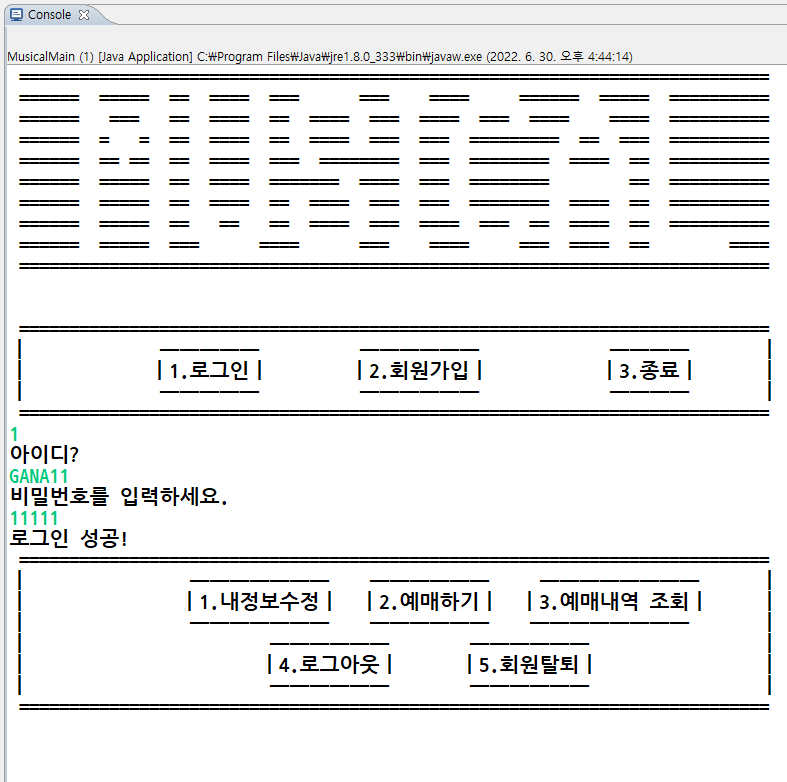 Console
MusicalMain (1) [Java Application] C:₩Program Files₩Java₩jre1.8.0_333₩bin₩javaw.exe (2022. 6. 30. 오후 4:44:14)
MUSICAL
1.로그인 2.회원가입 3.종료
1
아이디?
GANA11
비밀번호를 입력하세요.
11111
로그인 성공!
1.내정보수정 2.예매하기 3.예매내역 조회
4.로그아웃 5.회원탈퇴